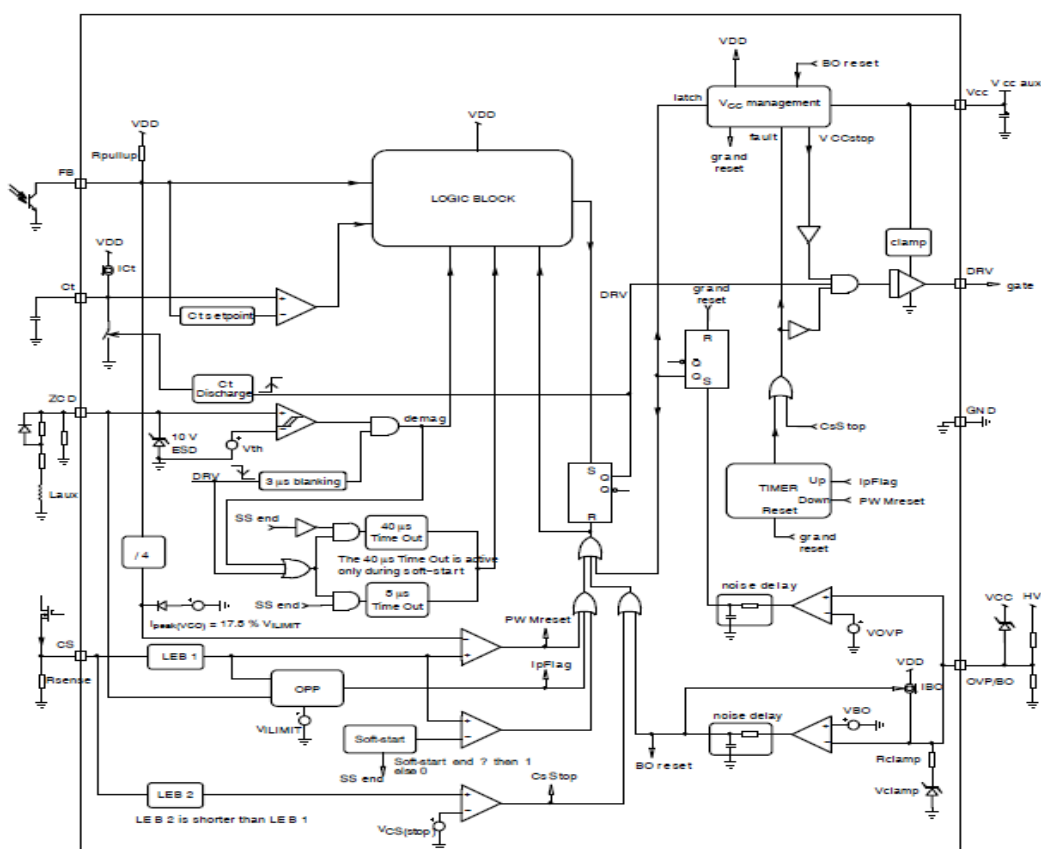 VDD
BO reset
Vcc
Vcc aux
latch
VCC management
VDD
VDD
fault
VCCstop
Rpullup
grand
reset
FB
LOGIC BLOCK
VDD
clamp
ICt
Ct
DRV
grand
reset
DRV
gate
Ct setpoint
R
Q
Q
S
Ct
Discharge
ZCD
demag
GND
10 V
ESD
Vth
CsStop
S
Q
Q
R
DRV
3 µs blanking
TIMER
Up
Down
Reset
IpFlag
PWMreset
Laux
SS end
40 µs
Time Out
grand
reset
/ 4
The 40 µs Time Out is active
only during soft-start
noise delay
VCC
HV
SS end
5 µs
Time Out
Ipeak(VCO) = 17.5 % VILIMIT
PWMreset
VOVP
CS
LEB 1
IpFlag
VDD
OVP/BO
Rsense
OPP
IBO
VBO
noise delay
VILIMIT
Soft-start
Rclamp
SS end
Soft-start end ? then 1
else 0
BO reset
CsStop
Vclamp
LEB 2
LEB 2 is shorter than LEB 1
VCS(stop)